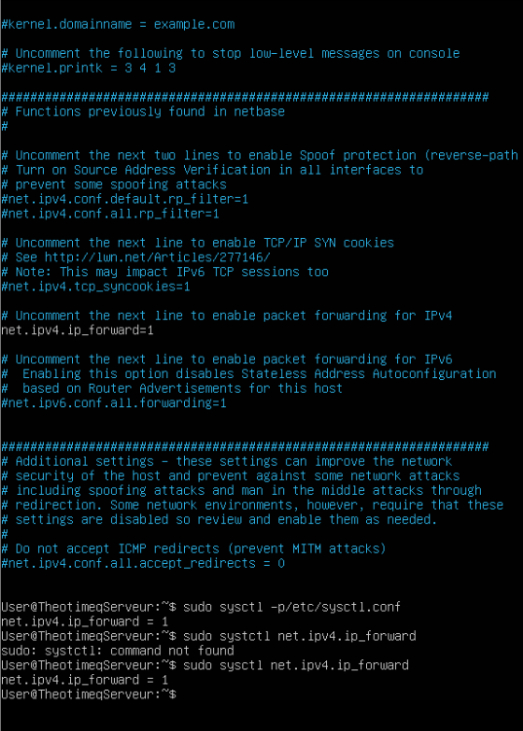 #kernel.domainname = example.com
# Uncomment the following to stop low-level messages on console
#kernel.printk = 3 4 1 3
###################################################################
# Functions previously found in netbase
#
# Uncomment the next two lines to enable Spoof protection (reverse-path
# Turn on Source Address Verification in all interfaces to
# prevent some spoofing attacks
#net.ipv4.conf.default.rp_filter=1
#net.ipv4.conf.all.rp_filter=1
# Uncomment the next line to enable TCP/IP SYN cookies
# See http://lwn.net/Articles/277146/
# Note: This may impact IPv6 TCP sessions too
#net.ipv4.tcp_syncookies=1
# Uncomment the next line to enable packet forwarding for IPv4
net.ipv4.ip_forward=1
# Uncomment the next line to enable packet forwarding for IPv6
#  Enabling this option disables Stateless Address Autoconfiguration
#  based on Router Advertisements for this host
#net.ipv6.conf.all.forwarding=1
###################################################################
# Additional settings - these settings can improve the network
# security of the host and prevent against some network attacks
# including spoofing attacks and man in the middle attacks through
# redirection. Some network environments, however, require that these
# settings are disabled so review and enable them as needed.
#
# Do not accept ICMP redirects (prevent MITM attacks)
#net.ipv4.conf.all.accept_redirects = 0
User@TheotimeqServeur:~$ sudo sysctl -p/etc/sysctl.conf
net.ipv4.ip_forward = 1
User@TheotimeqServeur:~$ sudo systctl net.ipv4.ip_forward
sudo: systctl: command not found
User@TheotimeqServeur:~$ sudo sysctl net.ipv4.ip_forward
net.ipv4.ip_forward = 1
User@TheotimeqServeur:~$